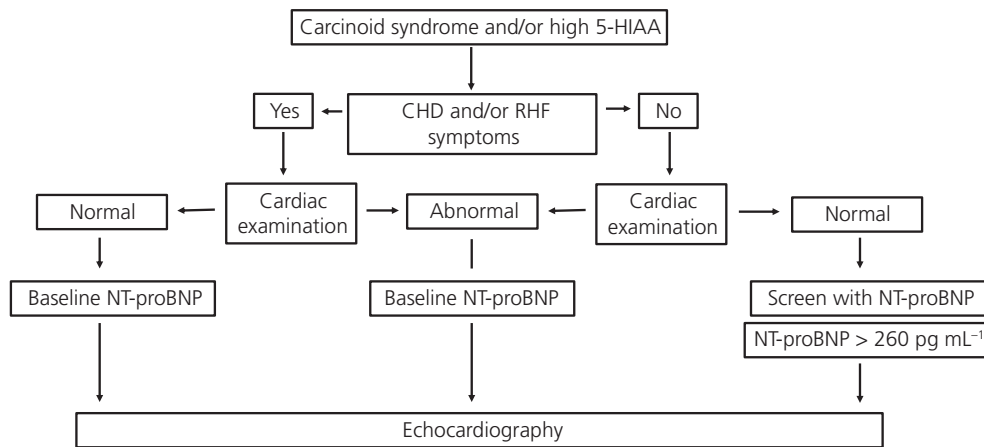 Carcinoid syndrome and/or high 5-HIAA
Yes
CHD and/or RHF
symptoms
No
Normal
Cardiac
examination
Abnormal
Cardiac
examination
Normal
Baseline NT-proBNP
Baseline NT-proBNP
Screen with NT-proBNP
NT-proBNP > 260 pg mL⁻¹
Echocardiography